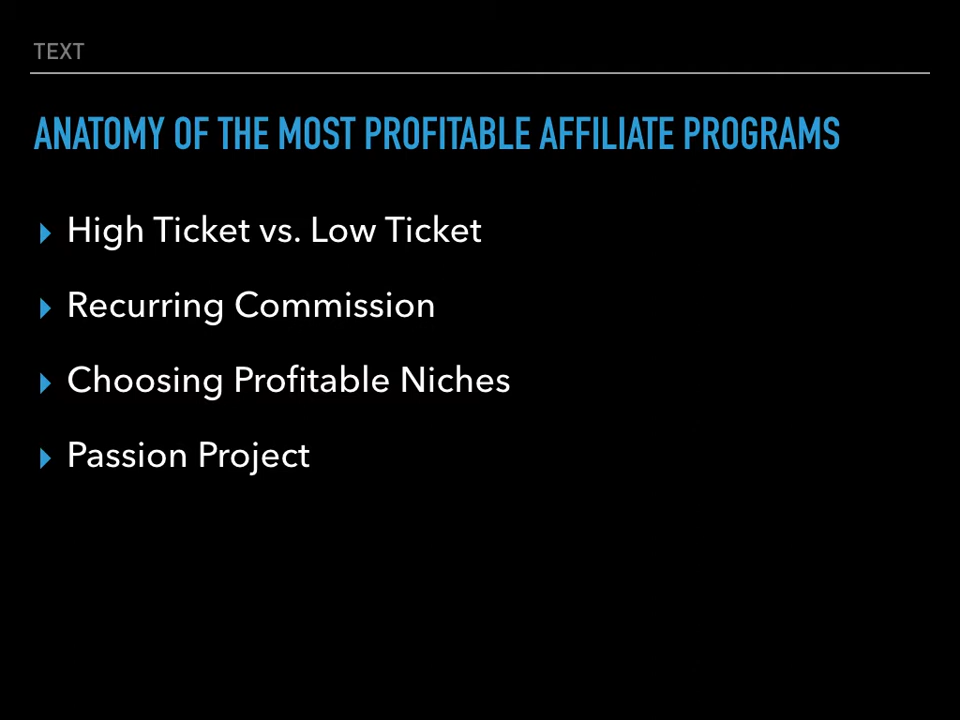 TEXT
ANATOMY OF THE MOST PROFITABLE AFFILIATE PROGRAMS
▸ High Ticket vs. Low Ticket
▸ Recurring Commission
▸ Choosing Profitable Niches
▸ Passion Project